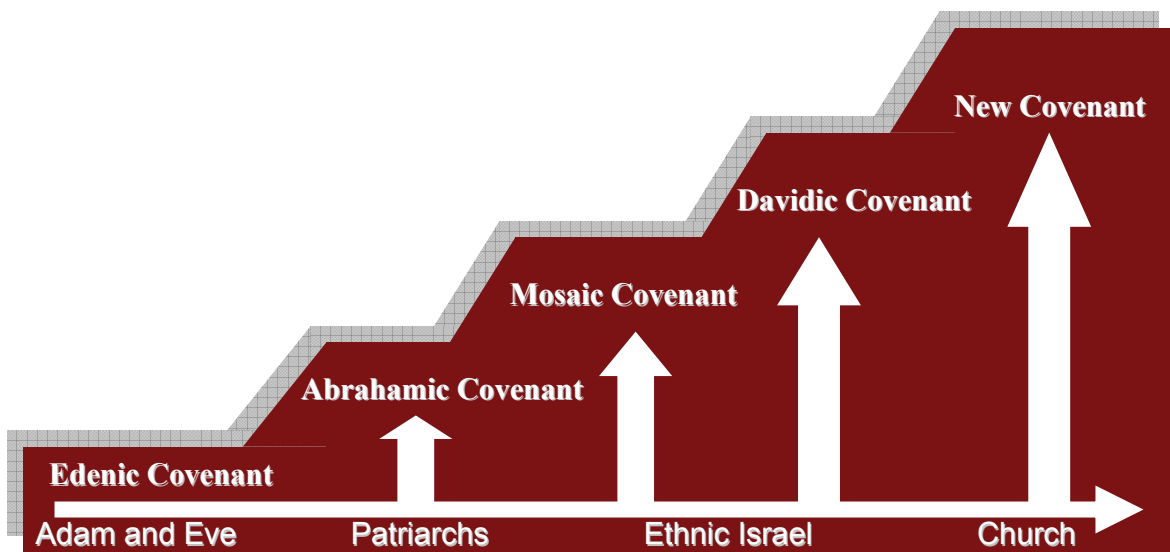 New Covenant
Davidic Covenant
Mosaic Covenant
Abrahamic Covenant
Edenic Covenant
Adam and Eve
Patriarchs
Ethnic Israel
Church